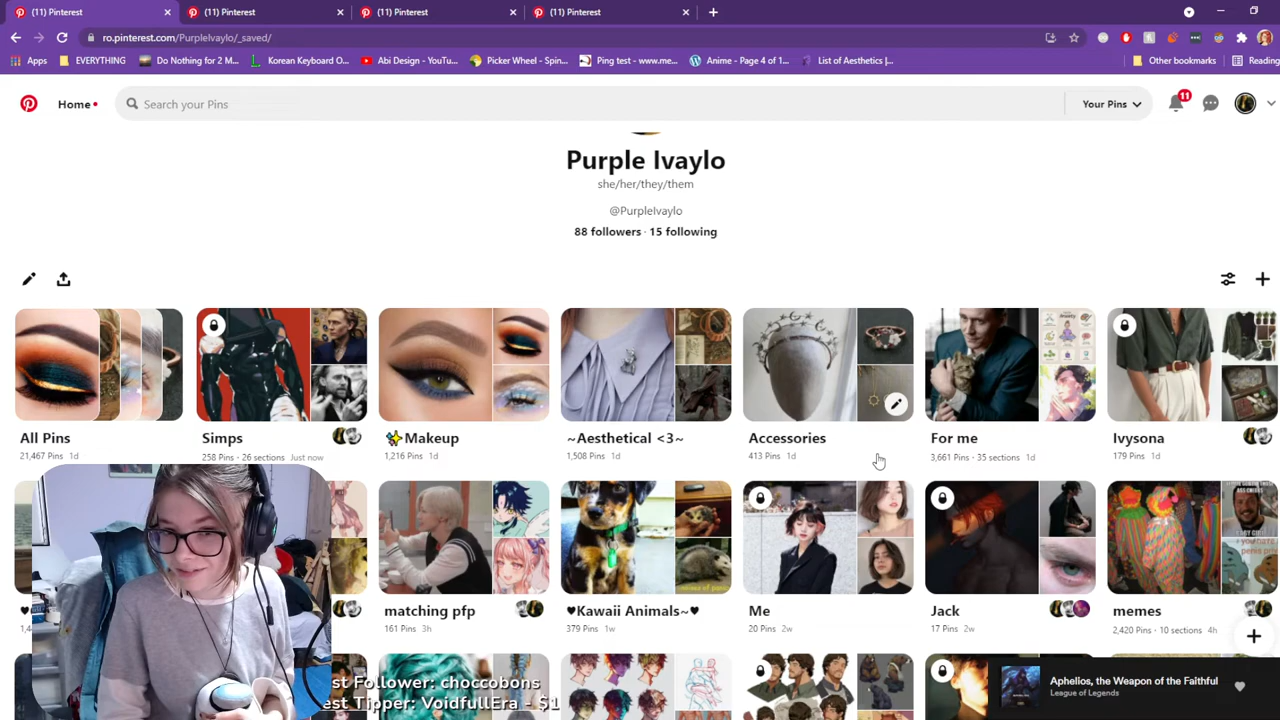 (11) Pinterest
(11) Pinterest
(11) Pinterest
(11) Pinterest
ro.pinterest.com/PurpleIvaylo/_saved/
Apps
EVERYTHING
Do Nothing for 2 M...
Korean Keyboard O...
Abi Design - YouTu...
Picker Wheel - Spin...
Ping test - www.me...
Anime - Page 4 of 1...
List of Aesthetics |...
Other bookmarks
Reading
Home
Search your Pins
Your Pins
11
Purple Ivaylo
she/her/they/them
@PurpleIvaylo
88 followers · 15 following
All Pins
21,467 Pins 1d
Simps
258 Pins · 26 sections Just now
✨Makeup
1,216 Pins 1d
~Aesthetical <3~
1,508 Pins 1d
Accessories
413 Pins 1d
For me
3,661 Pins · 35 sections 1d
Ivysona
179 Pins 1d
matching pfp
161 Pins 3h
♥Kawaii Animals~♥
379 Pins 1w
Me
20 Pins 2w
Jack
17 Pins 2w
memes
2,420 Pins · 10 sections 4h
st Follower: choccobons
est Tipper: VoidfullEra - $1
Aphelios, the Weapon of the Faithful
League of Legends